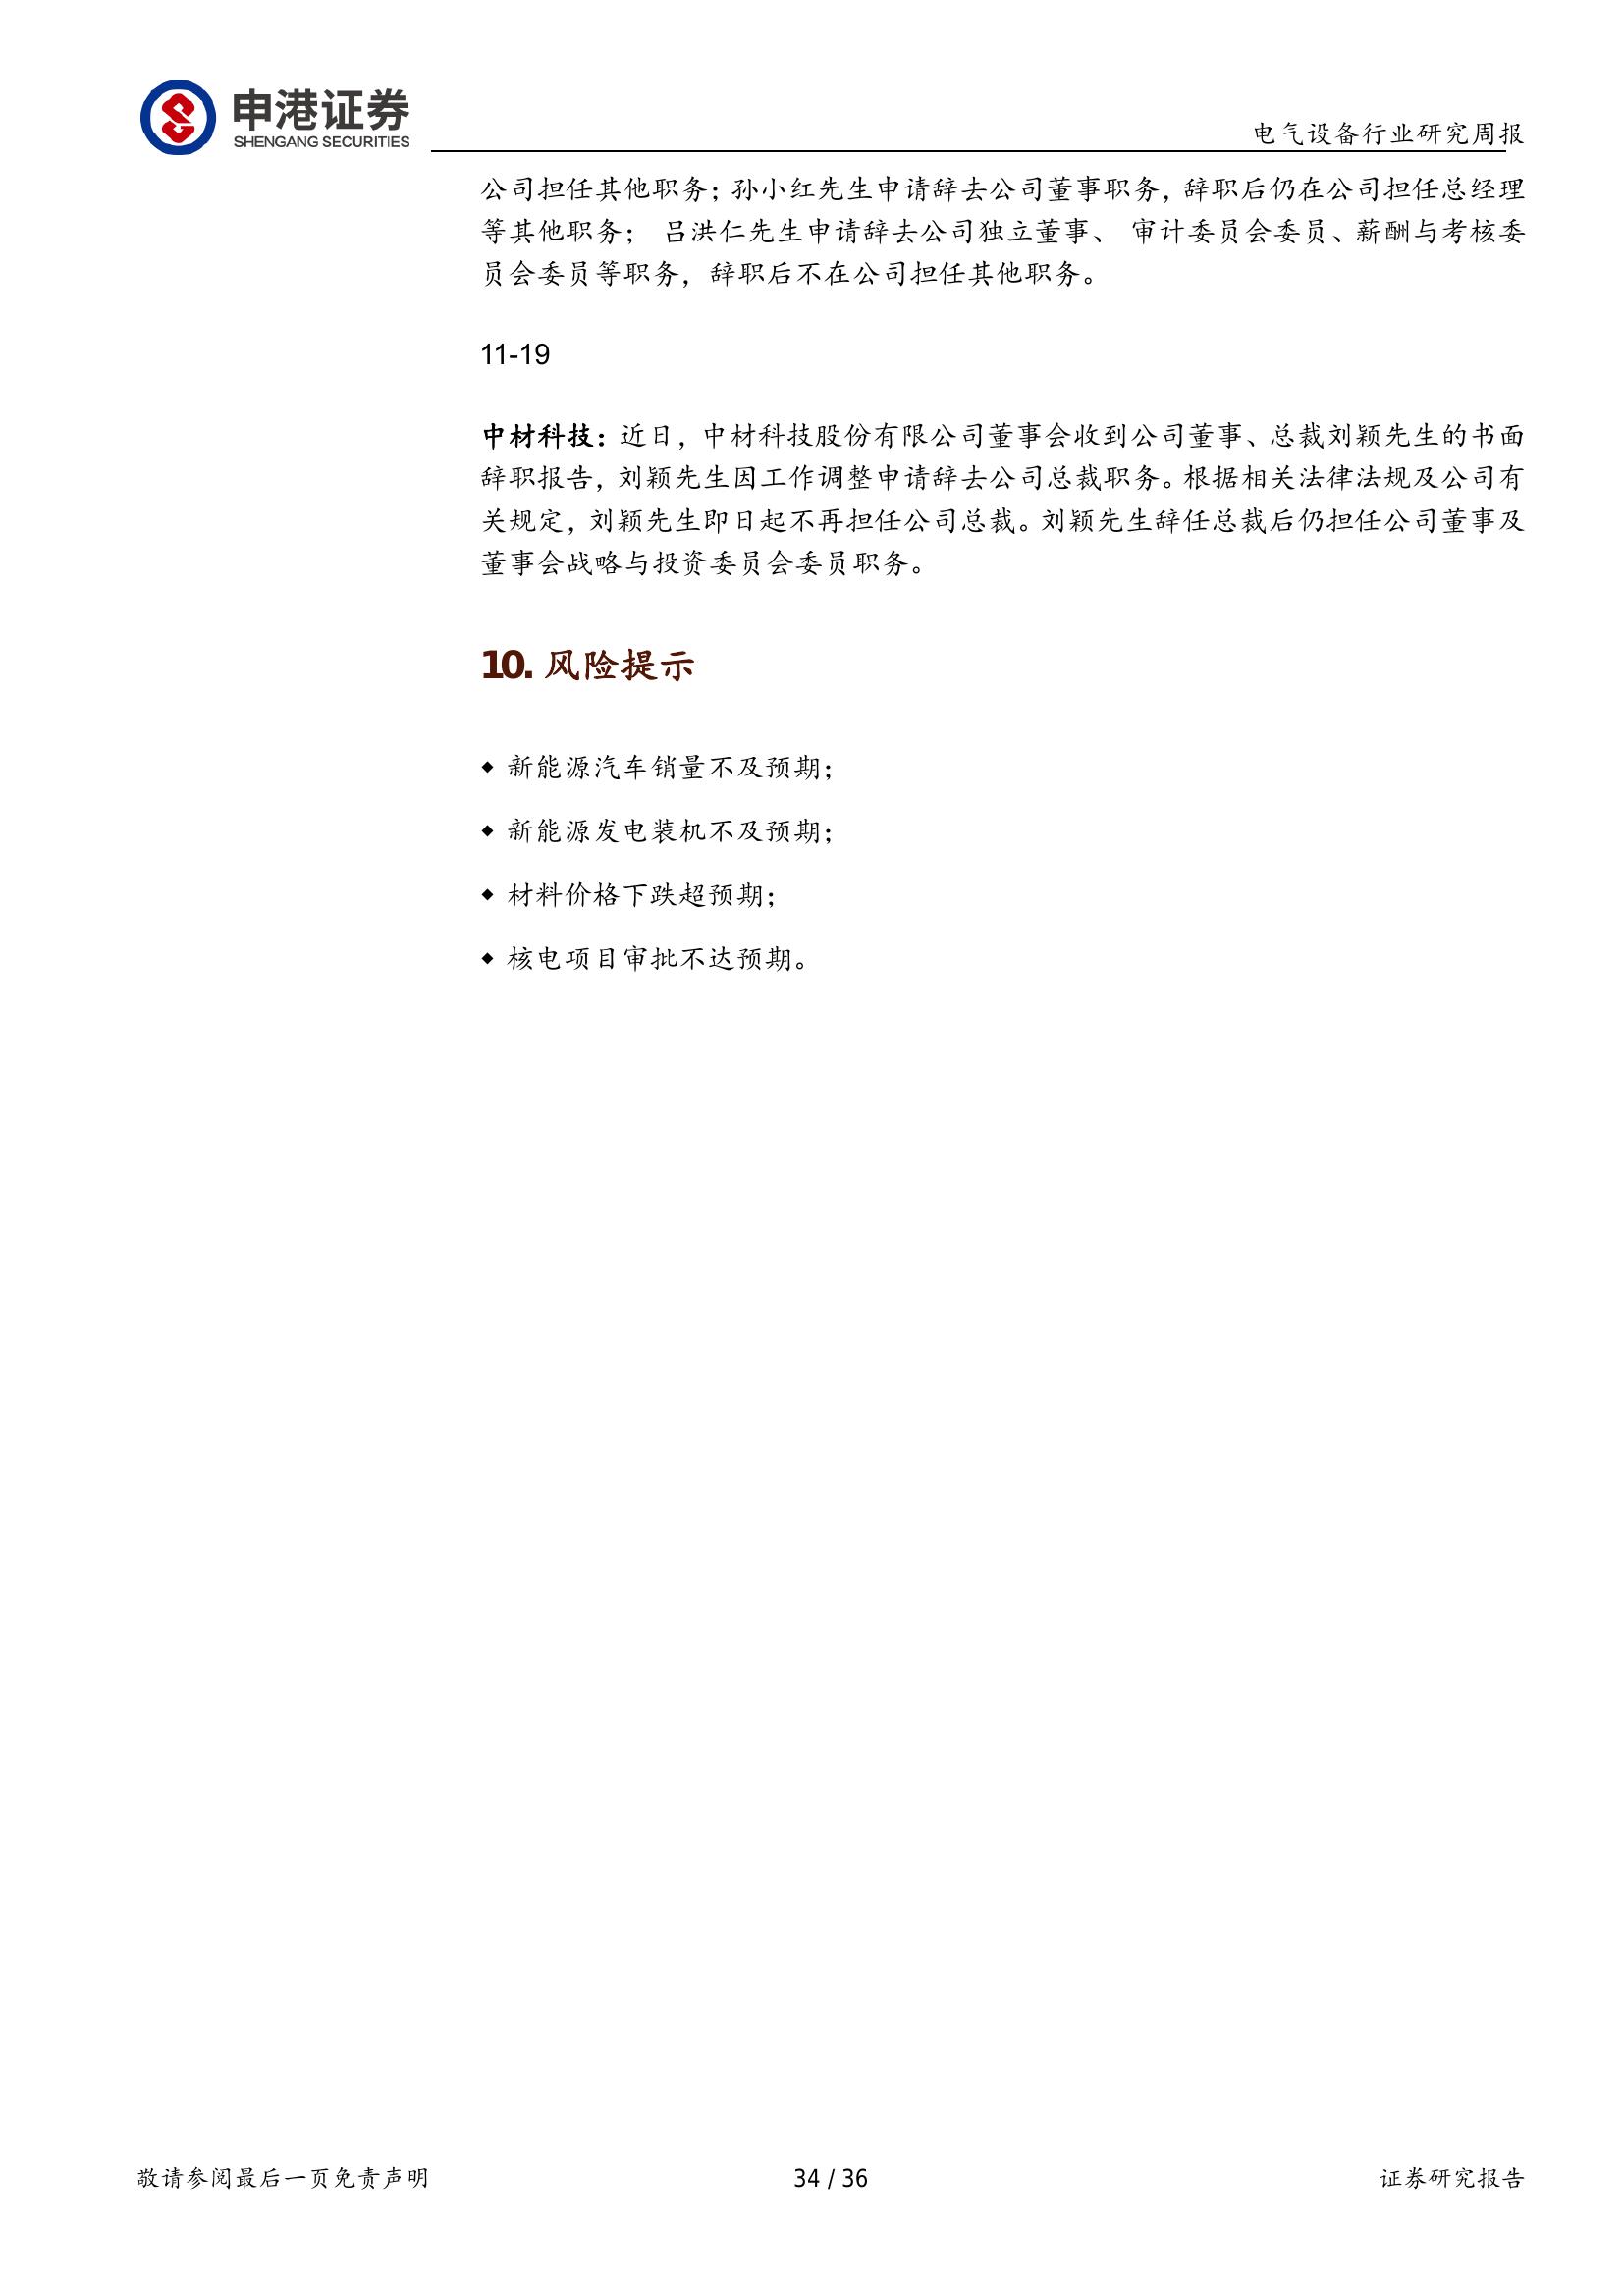 申港证券
SHENGANG SECURITIES
电气设备行业研究周报
公司担任其他职务；孙小红先生申请辞去公司董事职务，辞职后仍在公司担任总经理
等其他职务； 吕洪仁先生申请辞去公司独立董事、 审计委员会委员、薪酬与考核委
员会委员等职务，辞职后不在公司担任其他职务。
11-19
中材科技：近日，中材科技股份有限公司董事会收到公司董事、总裁刘颖先生的书面
辞职报告，刘颖先生因工作调整申请辞去公司总裁职务。根据相关法律法规及公司有
关规定，刘颖先生即日起不再担任公司总裁。刘颖先生辞任总裁后仍担任公司董事及
董事会战略与投资委员会委员职务。
10. 风险提示
◆ 新能源汽车销量不及预期；
◆ 新能源发电装机不及预期；
◆ 材料价格下跌超预期；
◆ 核电项目审批不达预期。
敬请参阅最后一页免责声明
34 / 36
证券研究报告